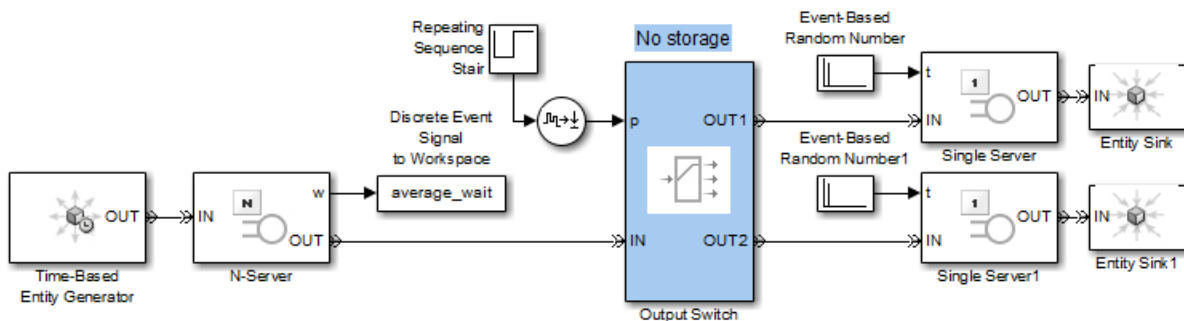 Repeating
Sequence
Stair
No storage
Event-Based
Random Number
t
1
OUT
IN
Single Server
IN
Entity Sink
p
OUT1
Discrete Event
Signal
to Workspace
average_wait
Event-Based
Random Number1
t
1
OUT
IN
Single Server1
IN
Entity Sink1
OUT
Time-Based
Entity Generator
IN
N
w
OUT
N-Server
IN
OUT2
Output Switch